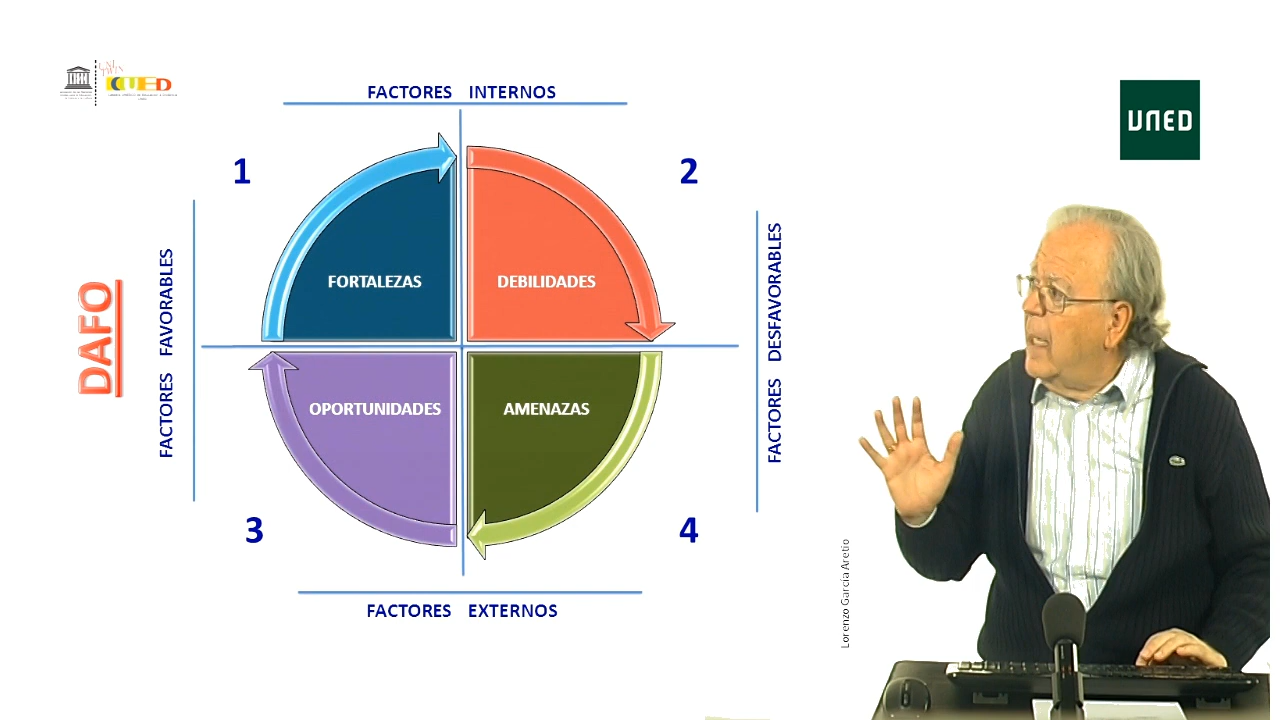 CUED
UNED
FACTORES INTERNOS
1
2
FACTORES FAVORABLES
DAFO
FORTALEZAS
DEBILIDADES
FACTORES DESFAVORABLES
OPORTUNIDADES
AMENAZAS
3
4
FACTORES EXTERNOS
Lorenzo García Aretio